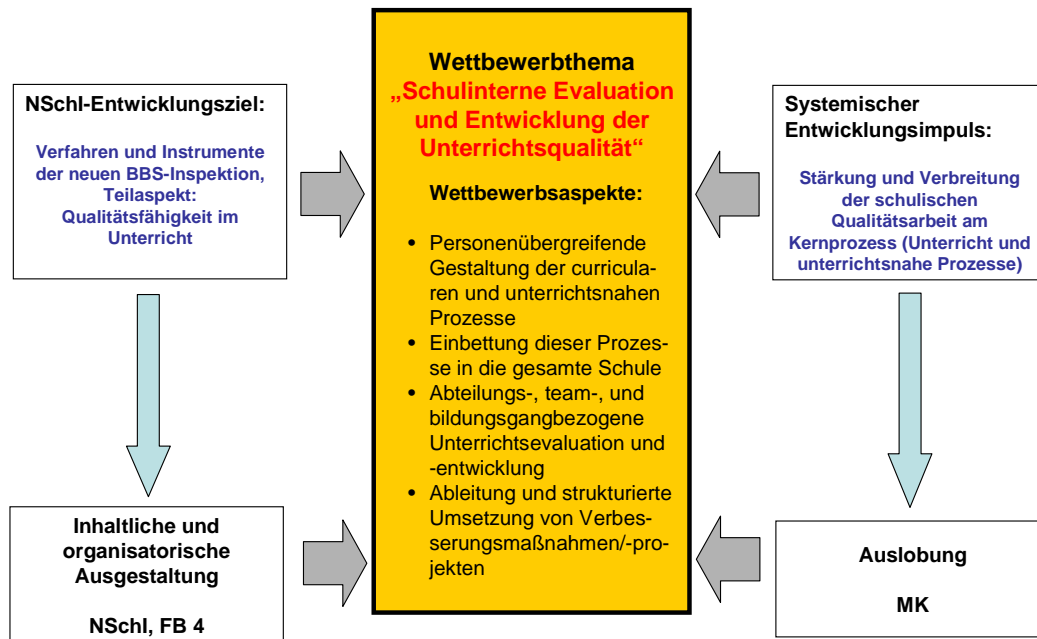 NSchI-Entwicklungsziel:
Verfahren und Instrumente
der neuen BBS-Inspektion,
Teilaspekt:
Qualitätsfähigkeit im
Unterricht
Inhaltliche und
organisatorische
Ausgestaltung
NSchI, FB 4
Wettbewerbthema
„Schulinterne Evaluation
und Entwicklung der
Unterrichtsqualität“
Wettbewerbsaspekte:
• Personenübergreifende
Gestaltung der curricula-
ren und unterrichtsnahen
Prozesse
• Einbettung dieser Prozes-
se in die gesamte Schule
• Abteilungs-, team-, und
bildungsgangbezogene
Unterrichtsevaluation und
-entwicklung
• Ableitung und strukturierte
Umsetzung von Verbes-
serungsmaßnahmen/-pro-
jekten
Systemischer
Entwicklungsimpuls:
Stärkung und Verbreitung
der schulischen
Qualitätsarbeit am
Kernprozess (Unterricht und
unterrichtsnahe Prozesse)
Auslobung
MK